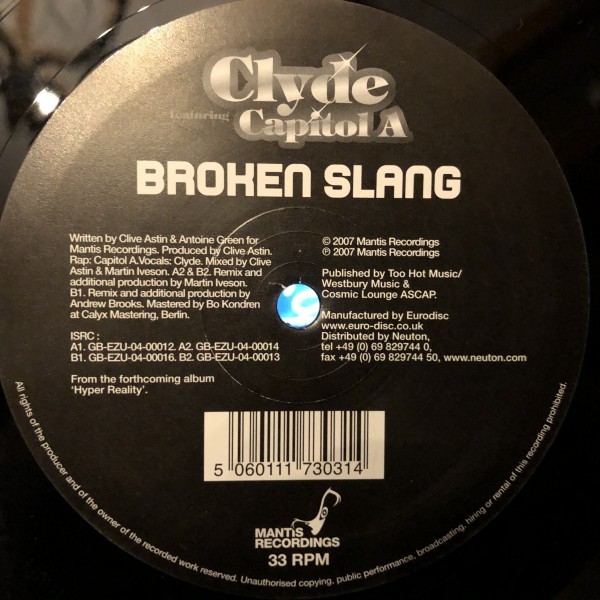 Clyde
featuring
Capitol A
BROKEN SLANG
Written by Clive Astin & Antoine Green for
Mantis Recordings. Produced by Clive Astin.
Rap: Capitol A.Vocals: Clyde. Mixed by Clive
Astin & Martin Iveson. A2 & B2. Remix and
additional production by Martin Iveson.
B1. Remix and additional production by
Andrew Brooks. Mastered by Bo Kondren
at Calyx Mastering, Berlin.
ISRC :
A1. GB-EZU-04-00012. A2. GB-EZU-04-00014
B1. GB-EZU-04-00016. B2. GB-EZU-04-00013
From the forthcoming album
'Hyper Reality'.
© 2007 Mantis Recordings
℗ 2007 Mantis Recordings
Published by Too Hot Music/
Westbury Music &
Cosmic Lounge ASCAP.
Manufactured by Eurodisc
www.euro-disc.co.uk
Distributed by Neuton,
tel +49 (0) 69 829744 0,
fax +49 (0) 69 829744 50, www.neuton.com
5 060111 730314
MANTIS
RECORDINGS
33 RPM
All rights of the producer and of the owner of the recorded work reserved. Unauthorised copying, public performance, broadcasting, hiring or rental of this recording prohibited.